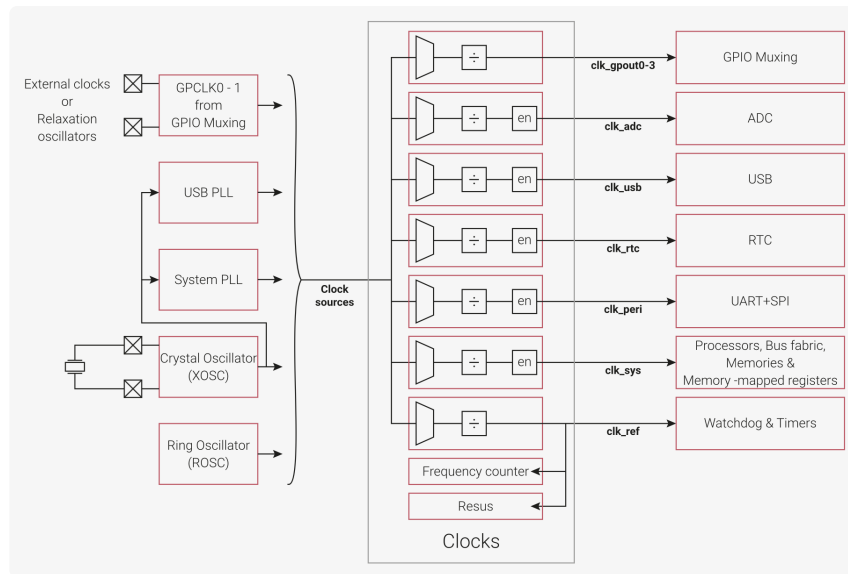 External clocks
or
Relaxation
oscillators
GPCLK0 - 1
from
GPIO Muxing
USB PLL
System PLL
Crystal Oscillator
(XOSC)
Ring Oscillator
(ROSC)
Clock
sources
÷
clk_gpout0-3
GPIO Muxing
÷
en
clk_adc
ADC
÷
en
clk_usb
USB
÷
en
clk_rtc
RTC
÷
en
clk_peri
UART+SPI
÷
en
clk_sys
Processors, Bus fabric,
Memories &
Memory -mapped registers
÷
clk_ref
Watchdog & Timers
Frequency counter
Resus
Clocks